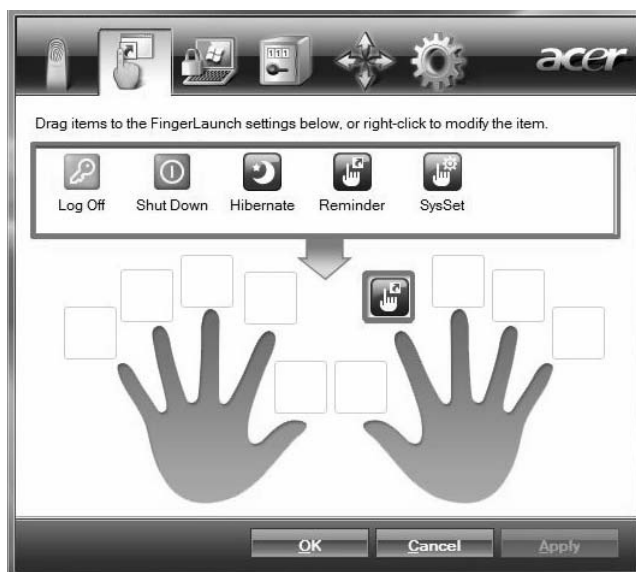 acer
Drag items to the FingerLaunch settings below, or right-click to modify the item.
Log Off Shut Down Hibernate Reminder SysSet
OK Cancel Apply